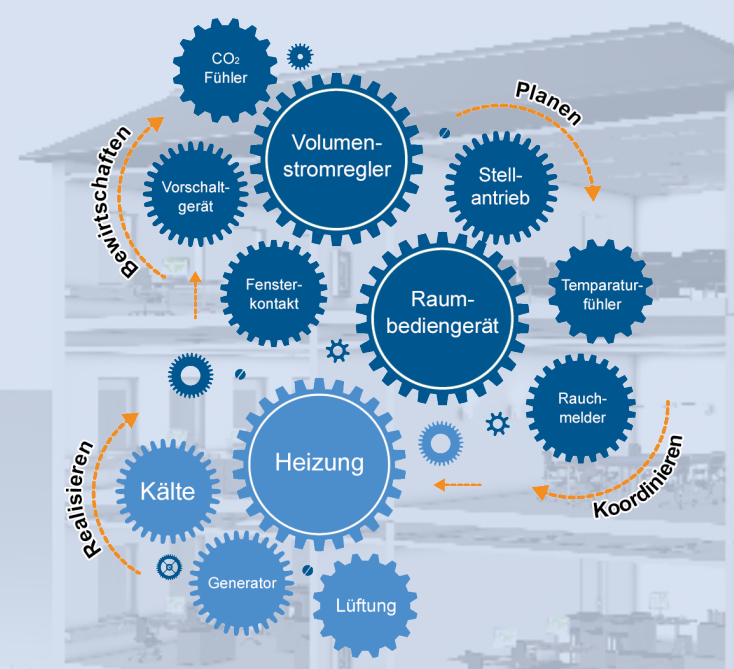 CO₂
Fühler
Volumen-
stromregler
Planen
Stell-
antrieb
Bewirtschaften
Vorschalt-
gerät
Fenster-
kontakt
Raum-
bediengerät
Temparatur-
fühler
Rauch-
melder
Koordinieren
Heizung
Kälte
Realisieren
Generator
Lüftung